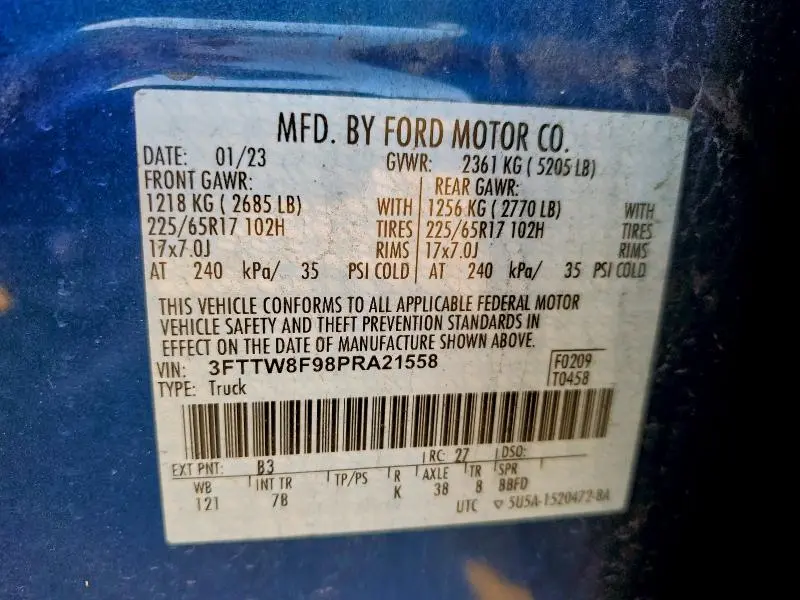 MFD. BY FORD MOTOR CO.
DATE: 01/23 GVWR: 2361 KG ( 5205 LB)
FRONT GAWR: REAR GAWR:
1218 KG ( 2685 LB) WITH 1256 KG ( 2770 LB) WITH
225/65R17 102H TIRES 225/65R17 102H TIRES
17x7.0J RIMS 17x7.0J RIMS
AT 240 kPa/ 35 PSI COLD AT 240 kPa/ 35 PSI COLD
THIS VEHICLE CONFORMS TO ALL APPLICABLE FEDERAL MOTOR
VEHICLE SAFETY AND THEFT PREVENTION STANDARDS IN
EFFECT ON THE DATE OF MANUFACTURE SHOWN ABOVE.
VIN: 3FTTW8F98PRA21558 F0209
TYPE: Truck T0458
EXT PNT: B3 RC: 27 DSO:
WB INT TR TP/PS R AXLE TR SPR
121 7B K 38 8 BBFD
UTC ▽ 5U5A-1520472-BA